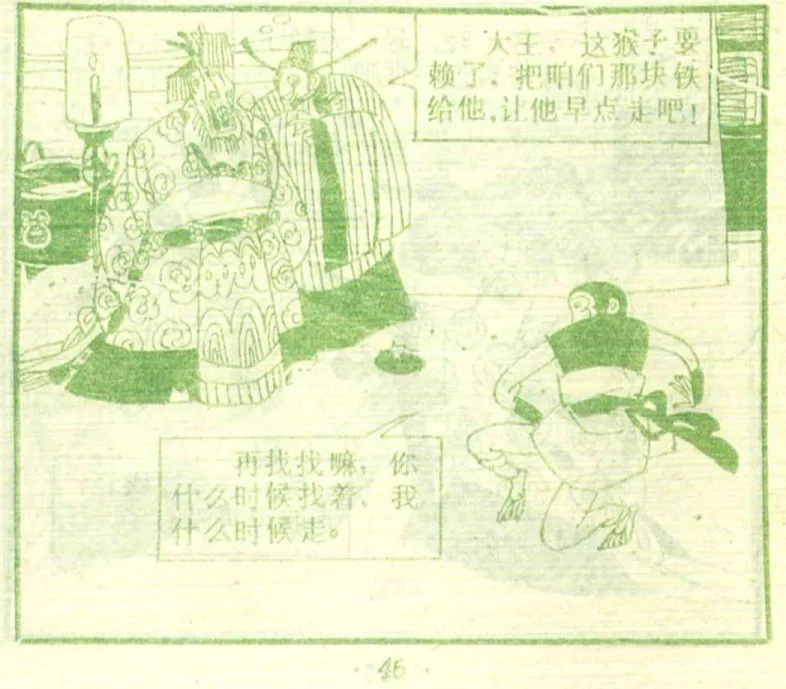 大王，这猴子要
赖了，把咱们那块铁
给他，让他早点走吧！
再找找嘛，你
什么时候找着，我
什么时候走。
· 46 ·